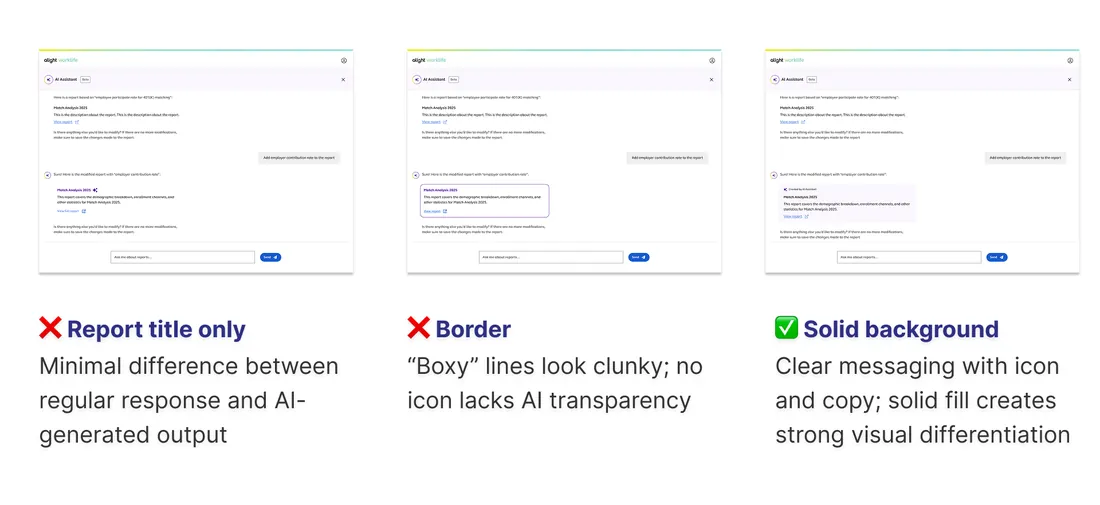 alight worklife
AI Assistant Beta
Here is a report based on "employee participate rate for 401(K) matching":
Match Analysis 2025
This is the description about the report. This is the description about the report.
View report
Is there anything else you'd like to modify? If there are no more modifications,
make sure to save the changes made to the report.
Add employer contribution rate to the report
Sure! Here is the modified report with "employer contribution rate":
Match Analysis 2025
This report covers the demographic breakdown, enrollment channels, and
other statistics for Match Analysis 2025.
View the report
Is there anything else you'd like to modify? If there are no more modifications,
make sure to save the changes made to the report.
Ask me about reports...
Send
❌ Report title only
Minimal difference between
regular response and AI-
generated output
alight worklife
AI Assistant Beta
Here is a report based on "employee participate rate for 401(K) matching":
Match Analysis 2025
This is the description about the report. This is the description about the report.
View report
Is there anything else you'd like to modify? If there are no more modifications,
make sure to save the changes made to the report.
Add employer contribution rate to the report
Sure! Here is the modified report with "employer contribution rate":
Match Analysis 2025
This report covers the demographic breakdown, enrollment channels, and
other statistics for Match Analysis 2025.
View report
Is there anything else you'd like to modify? If there are no more modifications,
make sure to save the changes made to the report.
Ask me about reports...
Send
❌ Border
“Boxy” lines look clunky; no
icon lacks AI transparency
alight worklife
AI Assistant Beta
Here is a report based on "employee participate rate for 401(K) matching":
Match Analysis 2025
This is the description about the report. This is the description about the report.
View report
Is there anything else you'd like to modify? If there are no more modifications,
make sure to save the changes made to the report.
Add employer contribution rate to the report
Sure! Here is the modified report with "employer contribution rate":
Created by AI Assistant
Match Analysis 2025
This report covers the demographic breakdown, enrollment channels, and other
statistics for Match Analysis 2025.
View report
Is there anything else you'd like to modify? If there are no more modifications,
make sure to save the changes made to the report
Ask me about reports...
Send
✅ Solid background
Clear messaging with icon
and copy; solid fill creates
strong visual differentiation